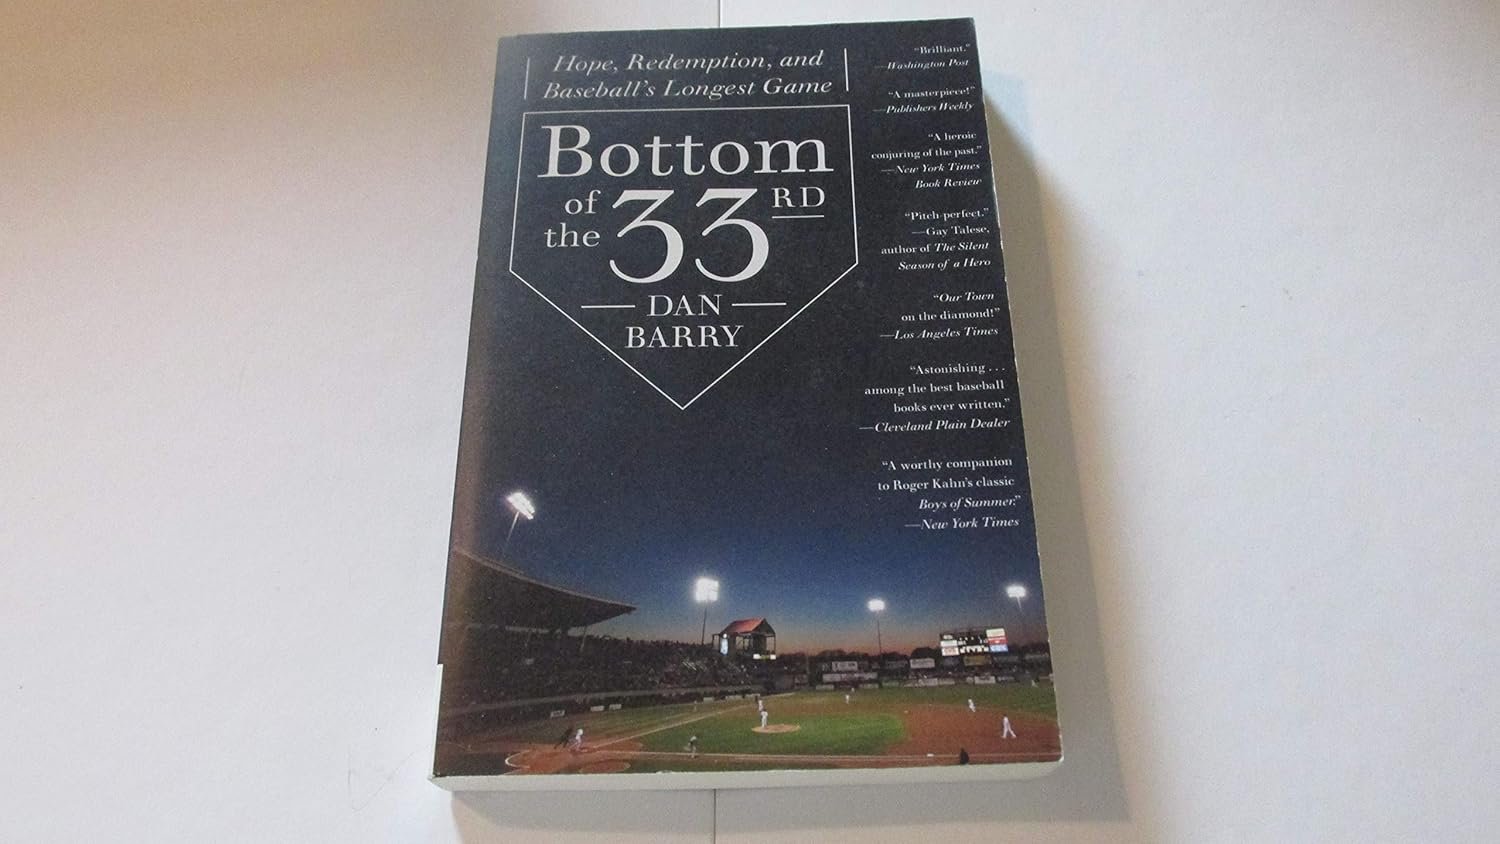 Hope, Redemption, and
Baseball's Longest Game
Bottom
of
the
33RD
DAN
BARRY
“Brilliant.”
—Washington Post
“A masterpiece!”
—Publishers Weekly
“A heroic
conjuring of the past.”
—New York Times
Book Review
“Pitch-perfect.”
—Gay Talese,
author of The Silent
Season of a Hero
“Our Town
on the diamond!”
—Los Angeles Times
“Astonishing . . .
among the best baseball
books ever written.”
—Cleveland Plain Dealer
“A worthy companion
to Roger Kahn's classic
Boys of Summer.”
—New York Times